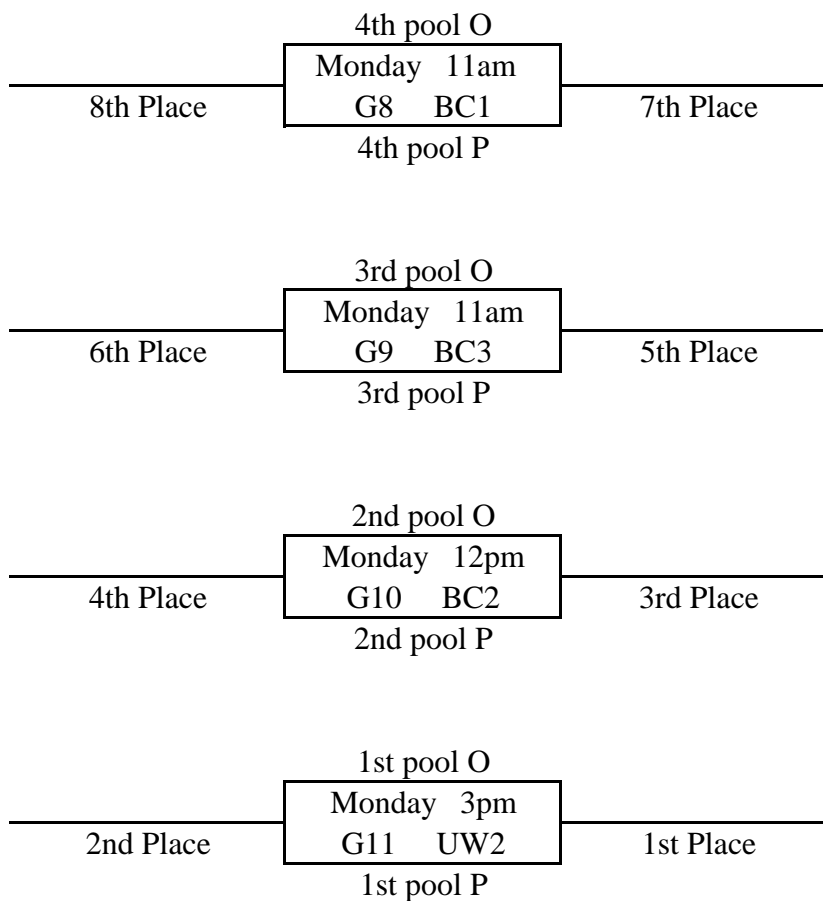 4th pool O
Monday 11am
8th Place G8 BC1 7th Place
4th pool P
3rd pool O
Monday 11am
6th Place G9 BC3 5th Place
3rd pool P
2nd pool O
Monday 12pm
4th Place G10 BC2 3rd Place
2nd pool P
1st pool O
Monday 3pm
2nd Place G11 UW2 1st Place
1st pool P